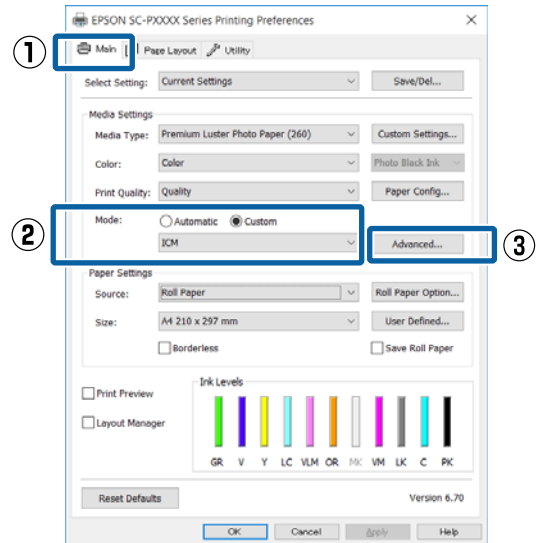 EPSON SC-PXXXX Series Printing Preferences
① Main Page Layout Utility
Select Setting: Current Settings Save/Del...
Media Settings
Media Type: Premium Luster Photo Paper (260) Custom Settings...
Color: Color Photo Black Ink
Print Quality: Quality Paper Config...
② Mode: Automatic Custom
ICM Advanced... ③
Paper Settings
Source: Roll Paper Roll Paper Option...
Size: A4 210 x 297 mm User Defined...
Borderless Save Roll Paper
Print Preview
Layout Manager
Ink Levels
GR V Y LC VLM OR MK VM LK C PK
Reset Defaults Version 6.70
OK Cancel Apply Help